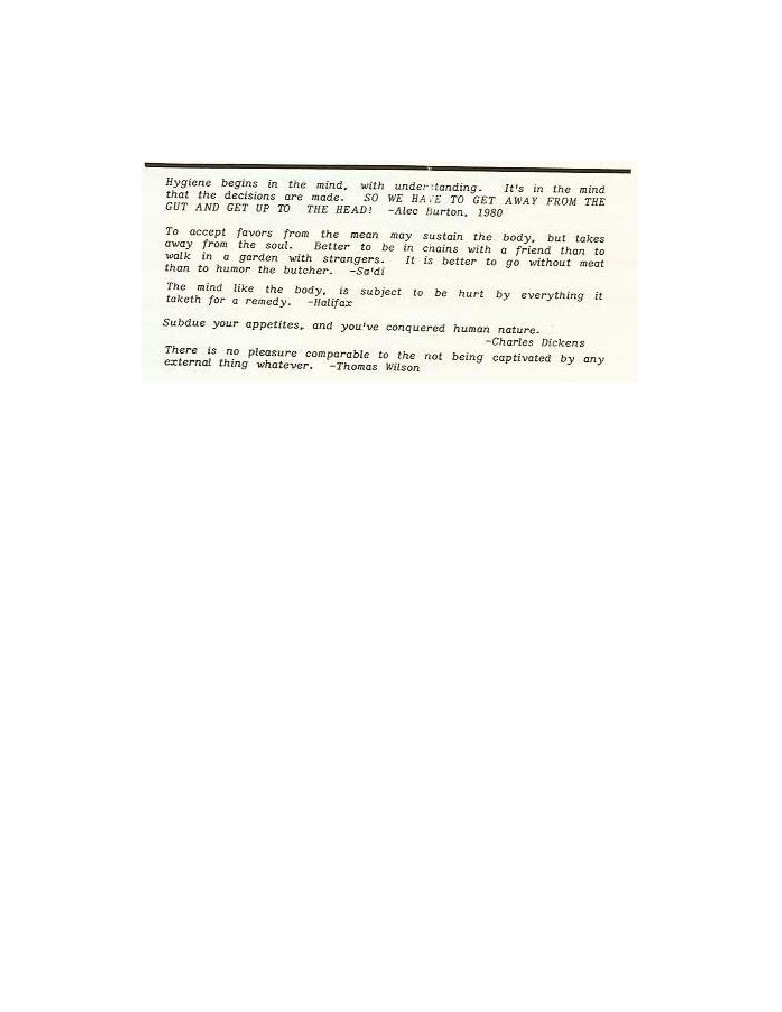 Hygiene begins in the mind, with understanding. It's in the mind
that the decisions are made. SO WE HAVE TO GET AWAY FROM THE
GUT AND GET UP TO THE HEAD! -Alec Burton, 1980
To accept favors from the mean may sustain the body, but takes
away from the soul. Better to be in chains with a friend than to
walk in a garden with strangers. It is better to go without meat
than to humor the butcher. -Sa'di
The mind like the body, is subject to be hurt by everything it
taketh for a remedy. -Halifax
Subdue your appetites, and you've conquered human nature.
-Charles Dickens
There is no pleasure comparable to the not being captivated by any
external thing whatever. -Thomas Wilson